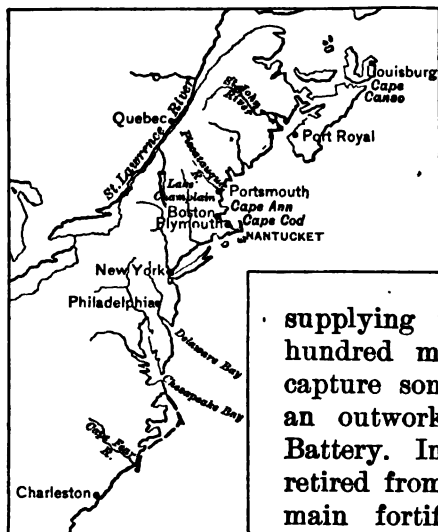 Louisburg
Cape
Canso
St. John
River
Quebec
St. Lawrence River
Port Royal
Piscataqua
R.
Lake
Champlain
Portsmouth
Cape Ann
Boston
Cape Cod
Plymouth
NANTUCKET
New York
Philadelphia
Delaware Bay
Chesapeake Bay
Cape Fear
R.
Charleston
supplying
hundred m
capture som
an outwork
Battery. In
retired from
main fortif